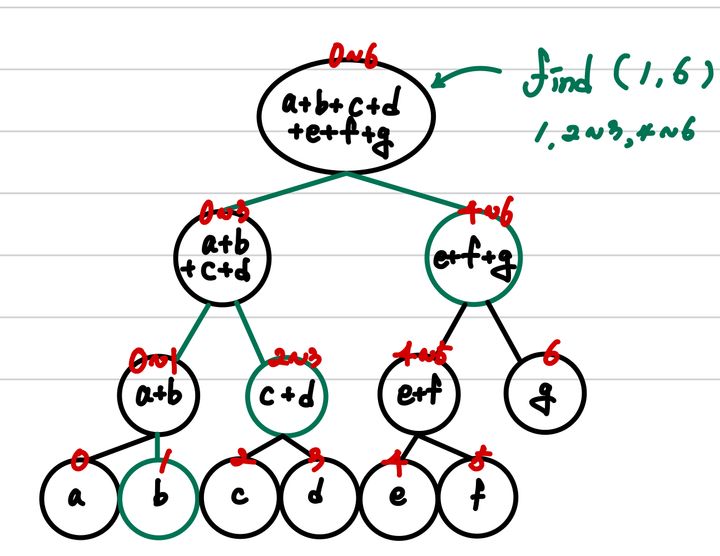 0~6
a+b+c+d
+e+f+g
find (1,6)
1, 2~3, 4~6
0~3
a+b
+c+d
4~6
e+f+g
0~1
a+b
2~3
c+d
4~5
e+f
6
g
0
a
1
b
2
c
3
d
4
e
5
f